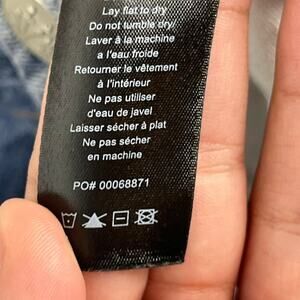 Lay flat to dry
Do not tumble dry
Laver à la machine
a l'eau froide
Retourner le vêtement
à l'intérieur
Ne pas utiliser
d'eau de javel
Laisser sécher à plat
Ne pas sécher
en machine
PO# 00068871